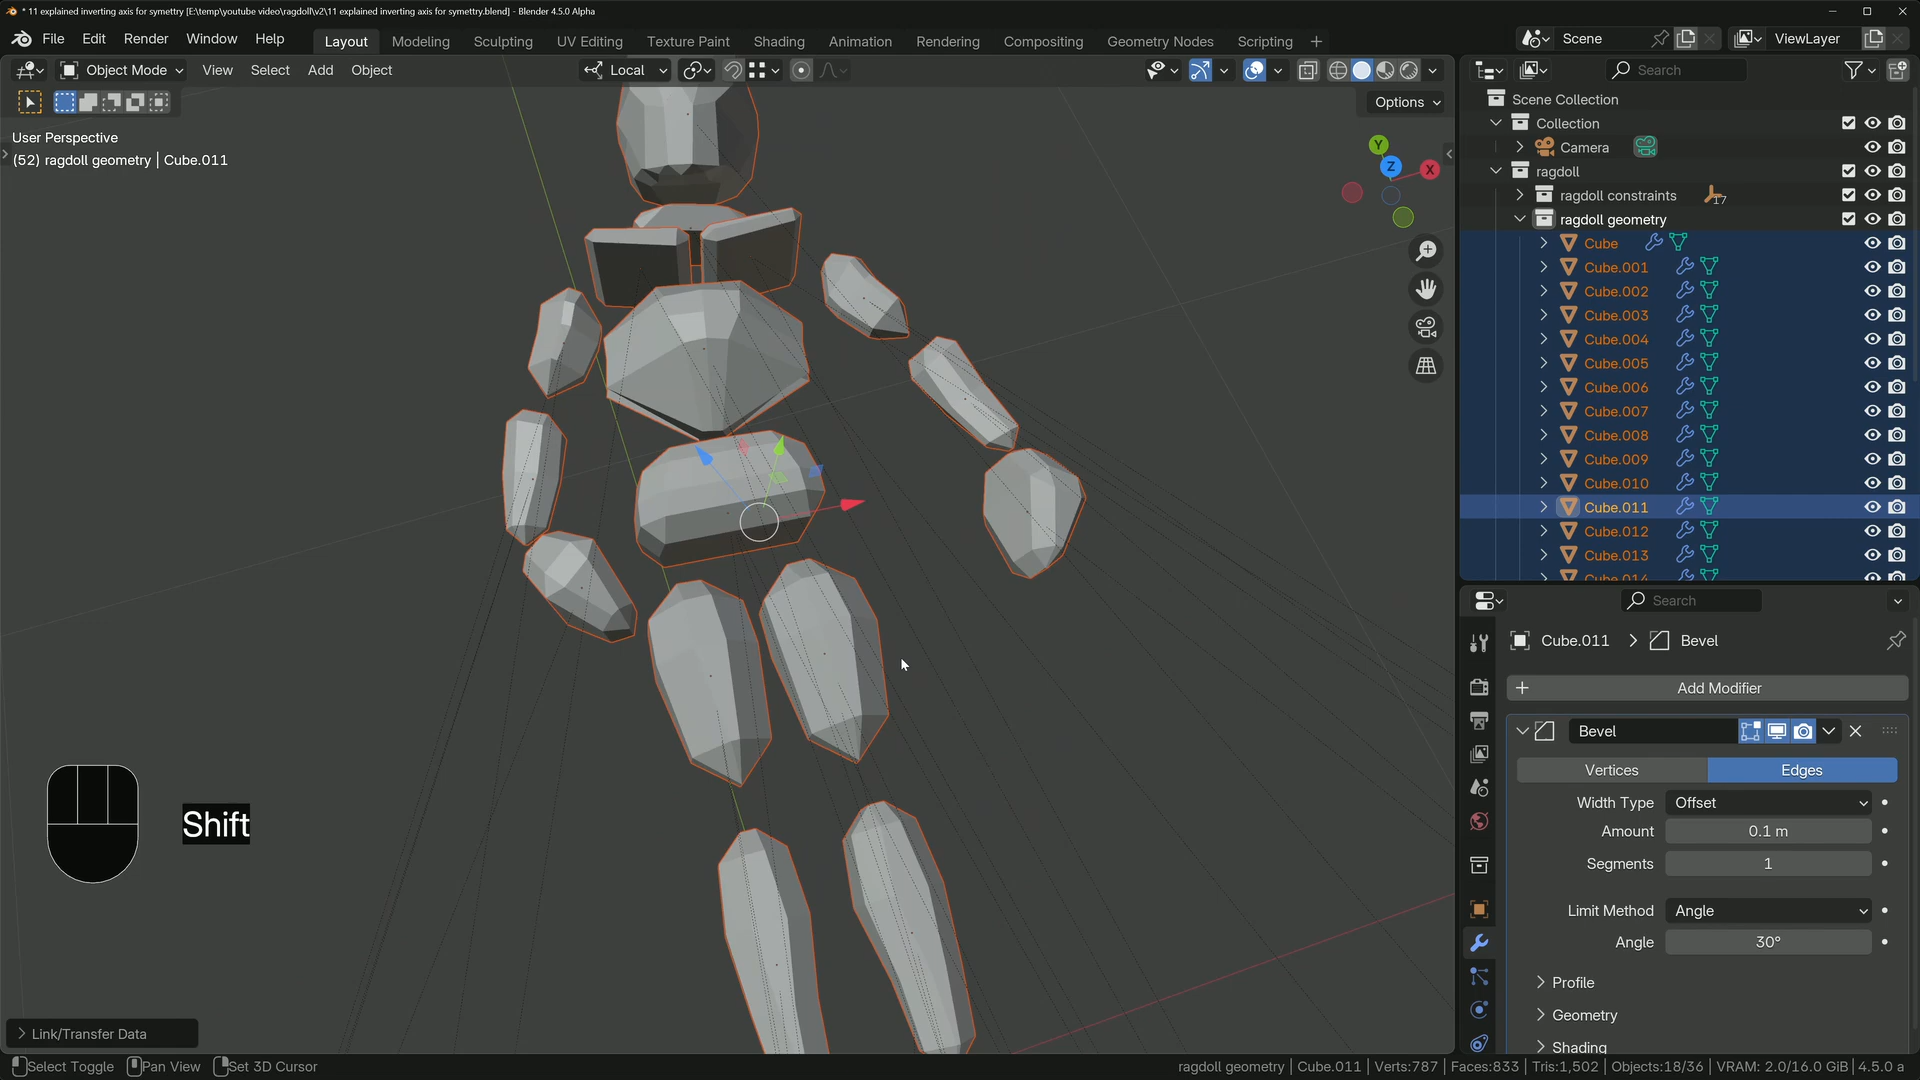 * 11 explained inverting axis for symettry [E:\temp\youtube video\ragdoll\v2\11 explained inverting axis for symettry.blend] - Blender 4.5.0 Alpha
File Edit Render Window Help
Layout Modeling Sculpting UV Editing Texture Paint Shading Animation Rendering Compositing Geometry Nodes Scripting +
Scene
ViewLayer
Object Mode View Select Add Object
Local
Options
Search
User Perspective
(52) ragdoll geometry | Cube.011
Y
Z
X
Scene Collection
Collection
Camera
ragdoll
ragdoll constraints 17
ragdoll geometry
Cube
Cube.001
Cube.002
Cube.003
Cube.004
Cube.005
Cube.006
Cube.007
Cube.008
Cube.009
Cube.010
Cube.011
Cube.012
Cube.013
Cube.014
Search
Cube.011 > Bevel
+ Add Modifier
Bevel
Vertices Edges
Width Type Offset
Amount 0.1 m
Segments 1
Limit Method Angle
Angle 30°
Profile
Geometry
Shading
Shift
Link/Transfer Data
Select Toggle Pan View Set 3D Cursor
ragdoll geometry | Cube.011 | Verts:787 | Faces:833 | Tris:1,502 | Objects:18/36 | VRAM: 2.0/16.0 GiB | 4.5.0 a